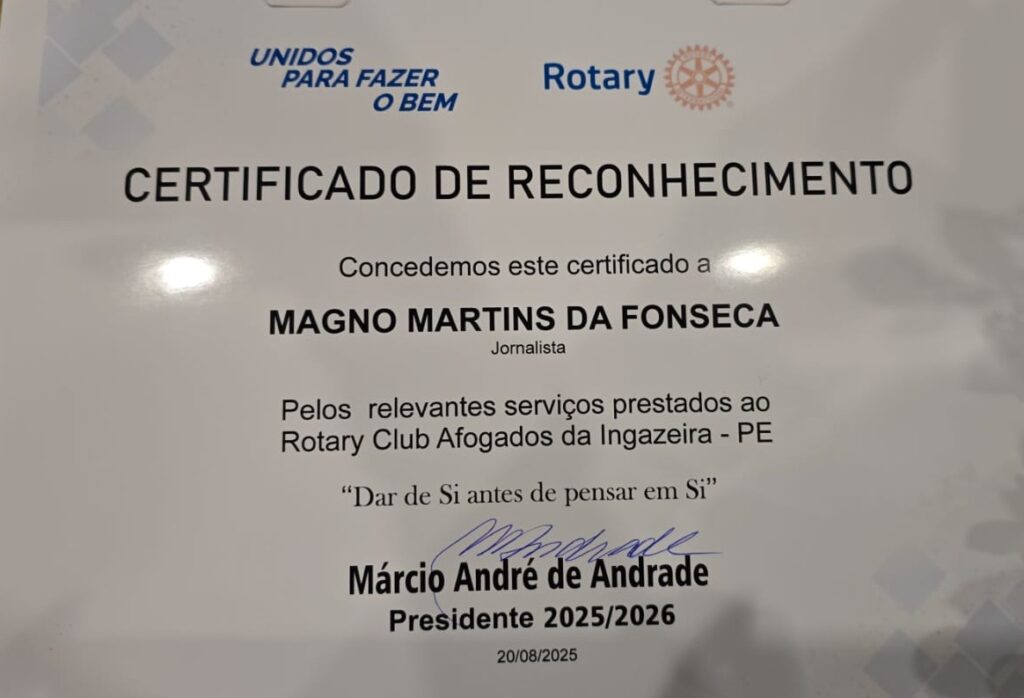 UNIDOS
PARA FAZER
O BEM
Rotary
CERTIFICADO DE RECONHECIMENTO
Concedemos este certificado a
MAGNO MARTINS DA FONSECA
Jornalista
Pelos relevantes serviços prestados ao
Rotary Club Afogados da Ingazeira - PE
“Dar de Si antes de pensar em Si”
MAndrade
Márcio André de Andrade
Presidente 2025/2026
20/08/2025